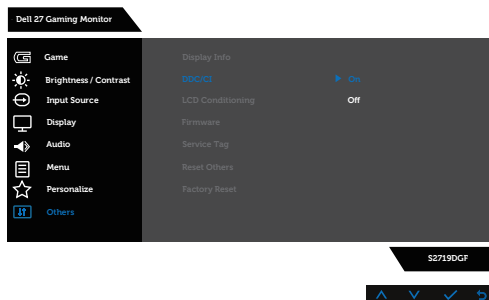 Dell 27 Gaming Monitor
Game
Brightness / Contrast
Input Source
Display
Audio
Menu
Personalize
Others
Display Info
DDC/CI
On
LCD Conditioning
Off
Firmware
Service Tag
Reset Others
Factory Reset
S2719DGF